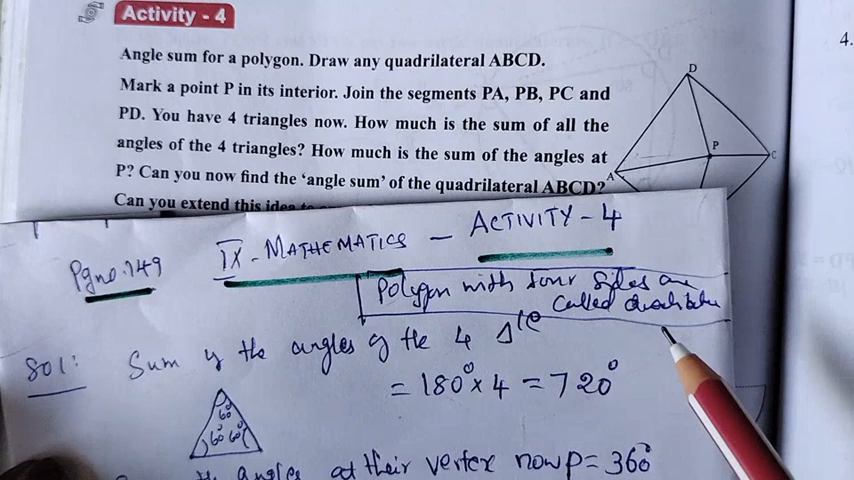 Activity - 4
4.
Angle sum for a polygon. Draw any quadrilateral ABCD.
Mark a point P in its interior. Join the segments PA, PB, PC and
PD. You have 4 triangles now. How much is the sum of all the
angles of the 4 triangles? How much is the sum of the angles at
P? Can you now find the 'angle sum' of the quadrilateral ABCD?
Can you extend this idea to
D
P
C
A
IX - MATHEMATICS - ACTIVITY - 4
Pg no. 149
Polygon with four sides are
called
Sol: Sum of the angles of the 4 Δle
= 180° x 4 = 720°
60°
60° 60°
the angles at their vertex now P = 360°